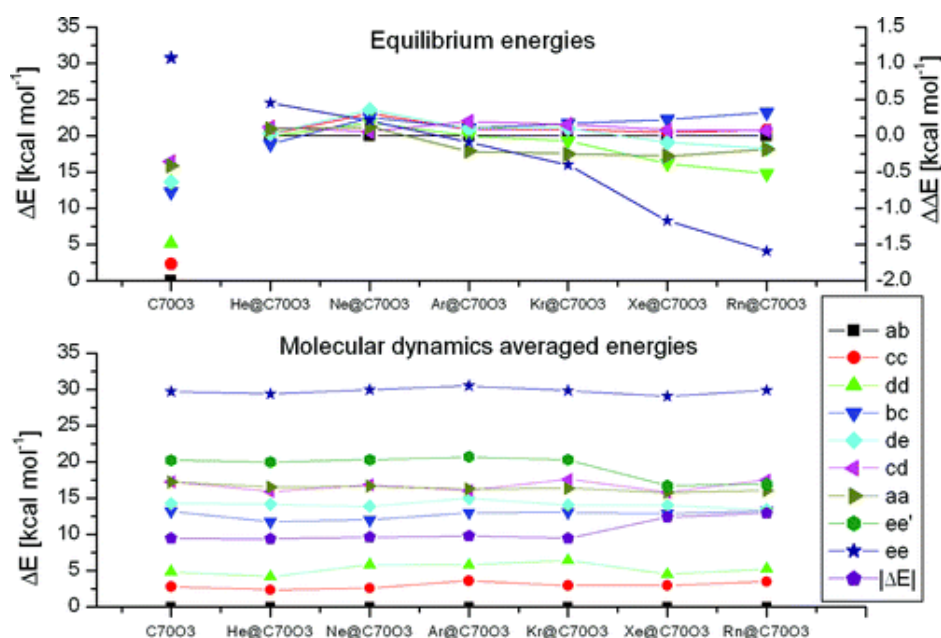 Equilibrium energies
ΔE [kcal mol⁻¹]
35
30
25
20
15
10
5
0
1.5
1.0
0.5
0.0
-0.5
-1.0
-1.5
-2.0
ΔΔE [kcal mol⁻¹]
C70O3 He@C70O3 Ne@C70O3 Ar@C70O3 Kr@C70O3 Xe@C70O3 Rn@C70O3
Molecular dynamics averaged energies
ΔE [kcal mol⁻¹]
35
30
25
20
15
10
5
0
C70O3 He@C70O3 Ne@C70O3 Ar@C70O3 Kr@C70O3 Xe@C70O3 Rn@C70O3
ab
cc
dd
bc
de
cd
aa
ee'
ee
|ΔE|